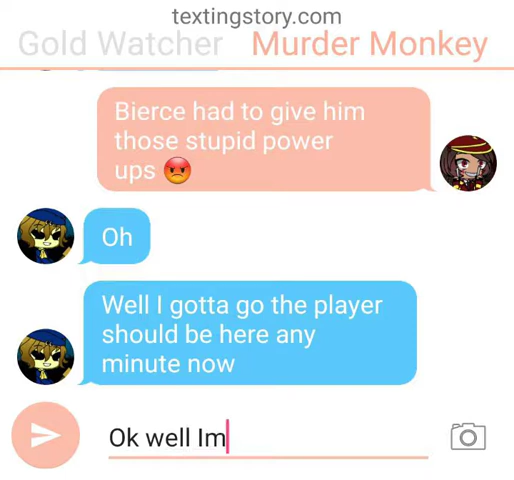 textingstory.com
Gold Watcher Murder Monkey
Bierce had to give him
those stupid power
ups 😡
Oh
Well I gotta go the player
should be here any
minute now
Ok well Im